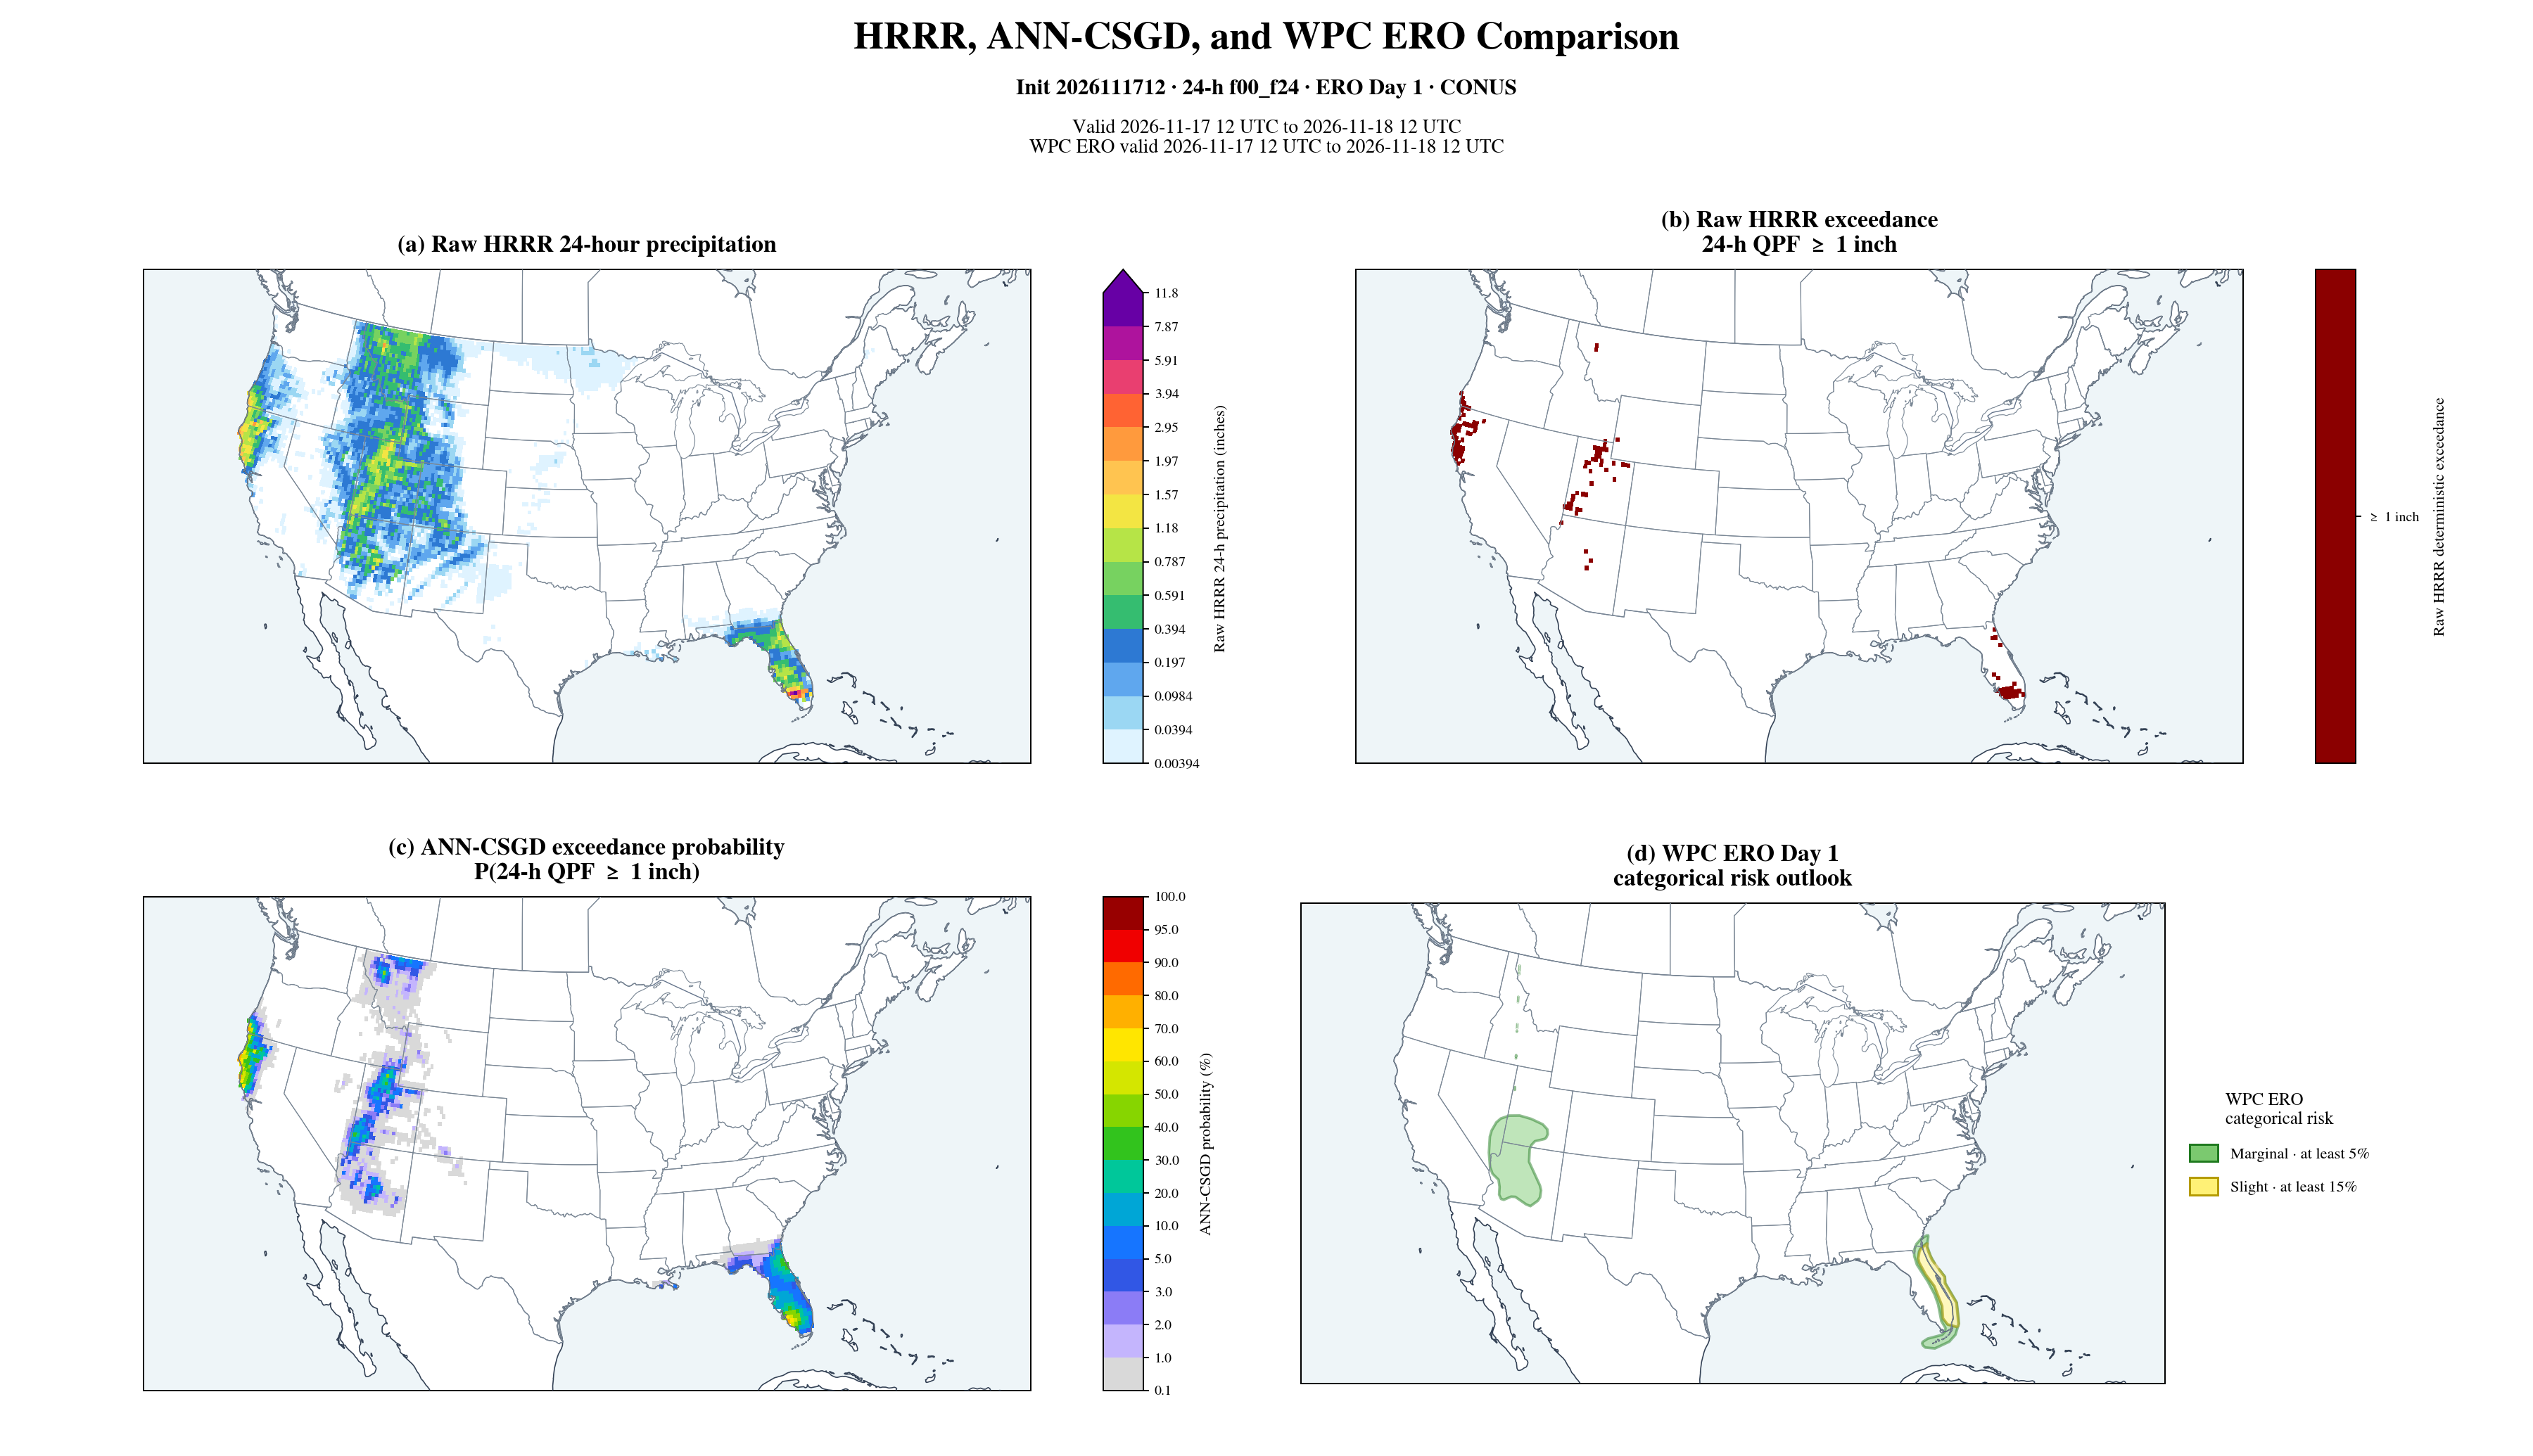 HRRR, ANN-CSGD, and WPC ERO Comparison
Init 2026111712 · 24-h f00_f24 · ERO Day 1 · CONUS
Valid 2026-11-17 12 UTC to 2026-11-18 12 UTC
WPC ERO valid 2026-11-17 12 UTC to 2026-11-18 12 UTC
(a) Raw HRRR 24-hour precipitation
11.8
7.87
5.91
3.94
2.95
1.97
1.57
1.18
0.787
0.591
0.394
0.197
0.0984
0.0394
0.00394
Raw HRRR 24-h precipitation (inches)
(b) Raw HRRR exceedance
24-h QPF ≥ 1 inch
≥ 1 inch
Raw HRRR deterministic exceedance
(c) ANN-CSGD exceedance probability
P(24-h QPF ≥ 1 inch)
100.0
95.0
90.0
80.0
70.0
60.0
50.0
40.0
30.0
20.0
10.0
5.0
3.0
2.0
1.0
0.1
ANN-CSGD probability (%)
(d) WPC ERO Day 1
categorical risk outlook
WPC ERO
categorical risk
Marginal · at least 5%
Slight · at least 15%